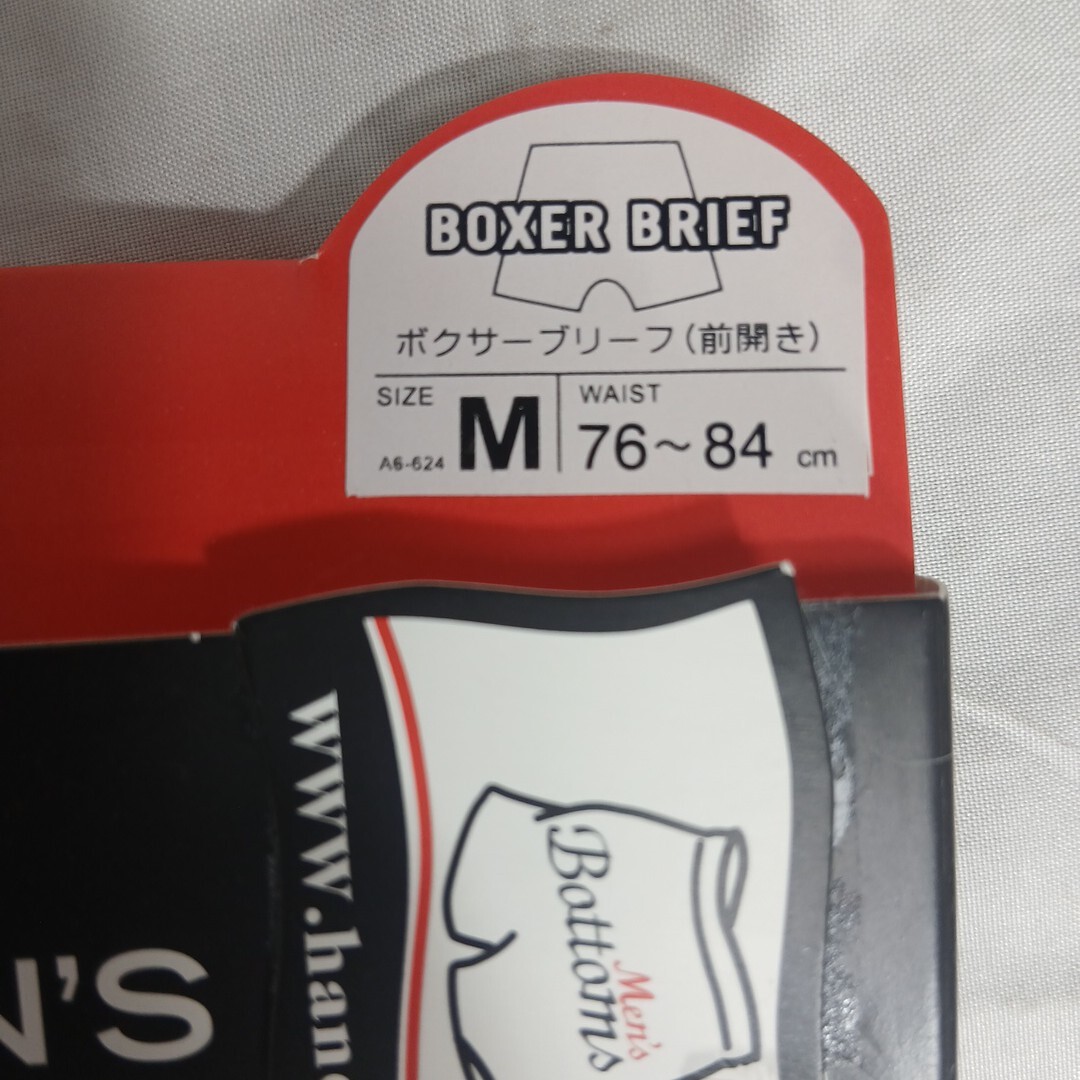 BOXER BRIEF
ボクサーブリーフ(前開き)
SIZE
M
A6-624
WAIST
76～84 cm
www.han
Men's
Bottoms
N'S